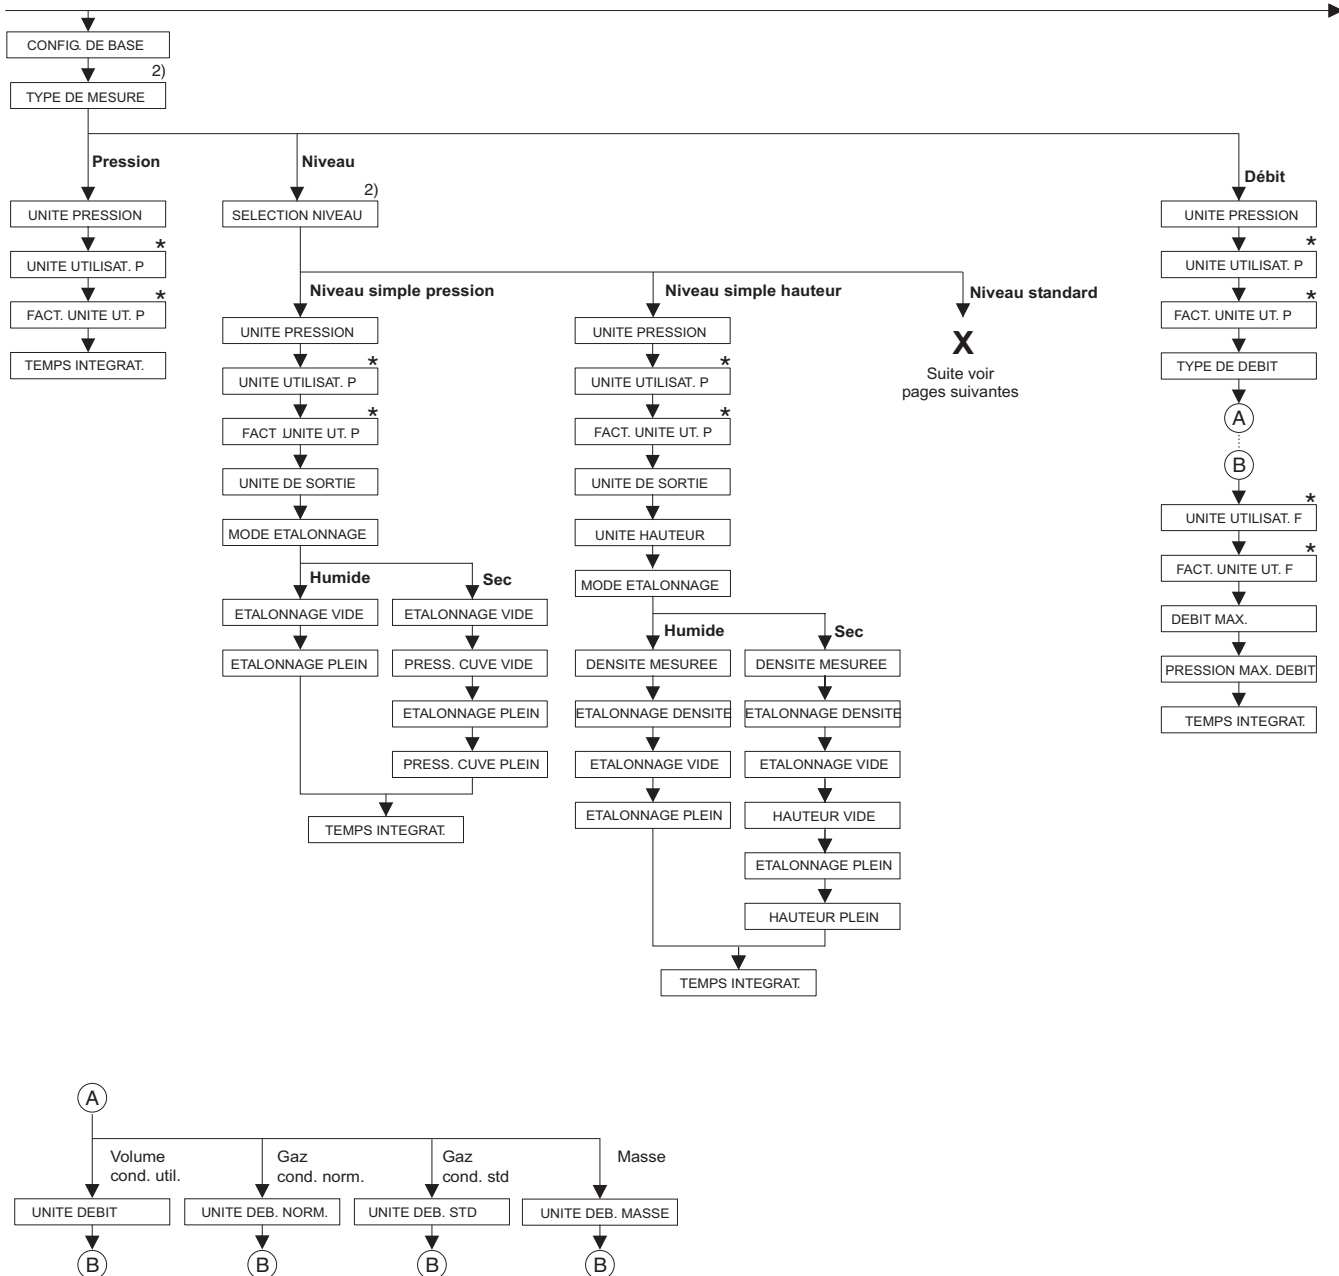 CONFIG. DE BASE
2)
TYPE DE MESURE
Pression
UNITE PRESSION
*
UNITE UTILISAT. P
*
FACT. UNITE UT. P
TEMPS INTEGRAT.
Niveau
2)
SELECTION NIVEAU
Niveau simple pression
UNITE PRESSION
*
UNITE UTILISAT. P
*
FACT .UNITE UT. P
UNITE DE SORTIE
MODE ETALONNAGE
Humide
ETALONNAGE VIDE
ETALONNAGE PLEIN
Sec
ETALONNAGE VIDE
PRESS. CUVE VIDE
ETALONNAGE PLEIN
PRESS. CUVE PLEIN
TEMPS INTEGRAT.
Niveau simple hauteur
UNITE PRESSION
*
UNITE UTILISAT. P
*
FACT. UNITE UT. P
UNITE DE SORTIE
UNITE HAUTEUR
MODE ETALONNAGE
Humide
DENSITE MESUREE
ETALONNAGE DENSITE
ETALONNAGE VIDE
ETALONNAGE PLEIN
Sec
DENSITE MESUREE
ETALONNAGE DENSITE
ETALONNAGE VIDE
HAUTEUR VIDE
ETALONNAGE PLEIN
HAUTEUR PLEIN
TEMPS INTEGRAT.
Niveau standard
X
Suite voir
pages suivantes
Débit
UNITE PRESSION
*
UNITE UTILISAT. P
*
FACT. UNITE UT. P
TYPE DE DEBIT
A
B
*
UNITE UTILISAT. F
*
FACT. UNITE UT. F
DEBIT MAX.
PRESSION MAX. DEBIT
TEMPS INTEGRAT.
A
Volume
cond. util.
UNITE DEBIT
B
Gaz
cond. norm.
UNITE DEB. NORM.
B
Gaz
cond. std
UNITE DEB. STD
B
Masse
UNITE DEB. MASSE
B